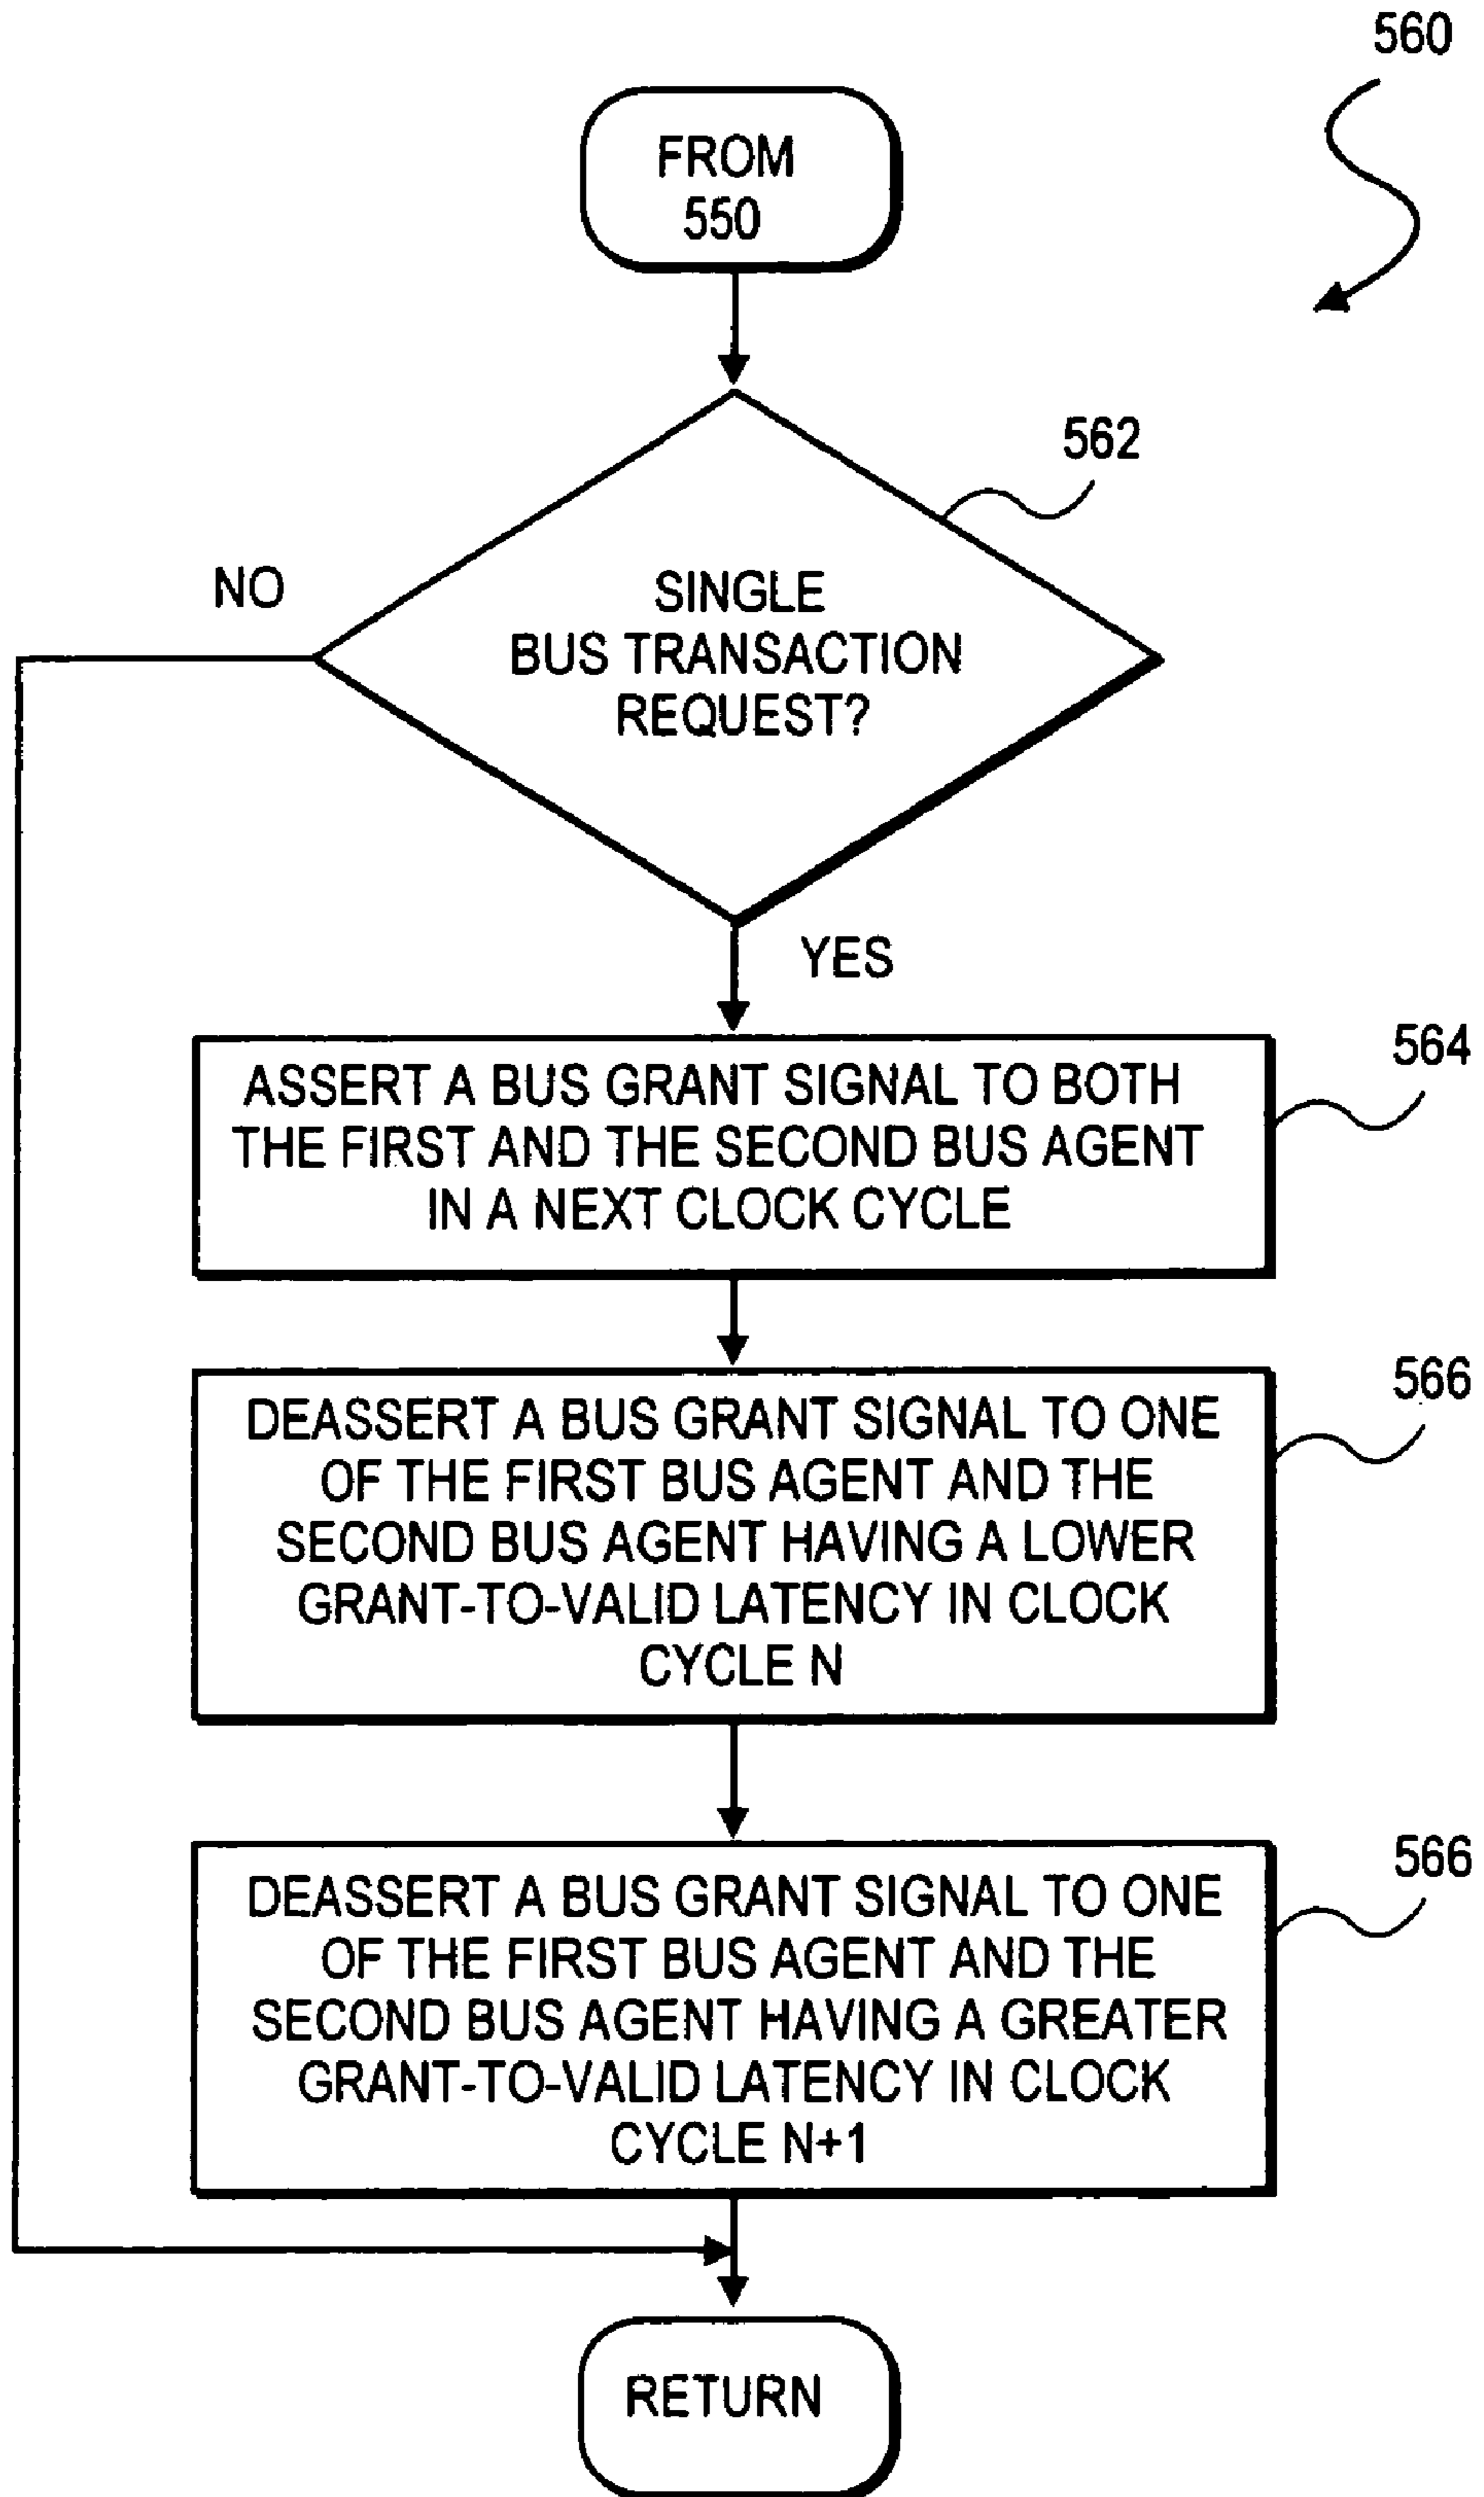 560
FROM
550
562
NO
SINGLE
BUS TRANSACTION
REQUEST?
YES
564
ASSERT A BUS GRANT SIGNAL TO BOTH
THE FIRST AND THE SECOND BUS AGENT
IN A NEXT CLOCK CYCLE
566
DEASSERT A BUS GRANT SIGNAL TO ONE
OF THE FIRST BUS AGENT AND THE
SECOND BUS AGENT HAVING A LOWER
GRANT-TO-VALID LATENCY IN CLOCK
CYCLE N
566
DEASSERT A BUS GRANT SIGNAL TO ONE
OF THE FIRST BUS AGENT AND THE
SECOND BUS AGENT HAVING A GREATER
GRANT-TO-VALID LATENCY IN CLOCK
CYCLE N+1
RETURN